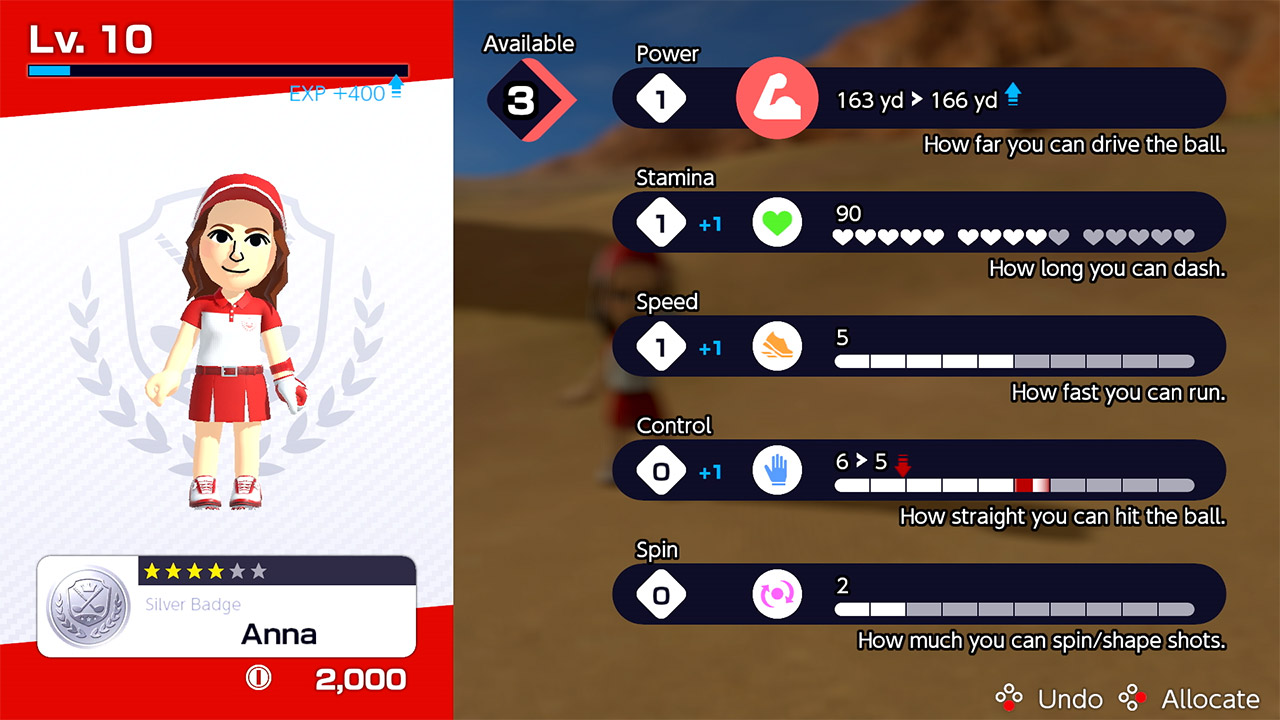 Lv. 10
EXP +400
Silver Badge
Anna
2,000
Available
3
Power
1
163 yd > 166 yd
How far you can drive the ball.
Stamina
1 +1
90
How long you can dash.
Speed
1 +1
5
How fast you can run.
Control
0 +1
6 > 5
How straight you can hit the ball.
Spin
0
2
How much you can spin/shape shots.
Undo Allocate